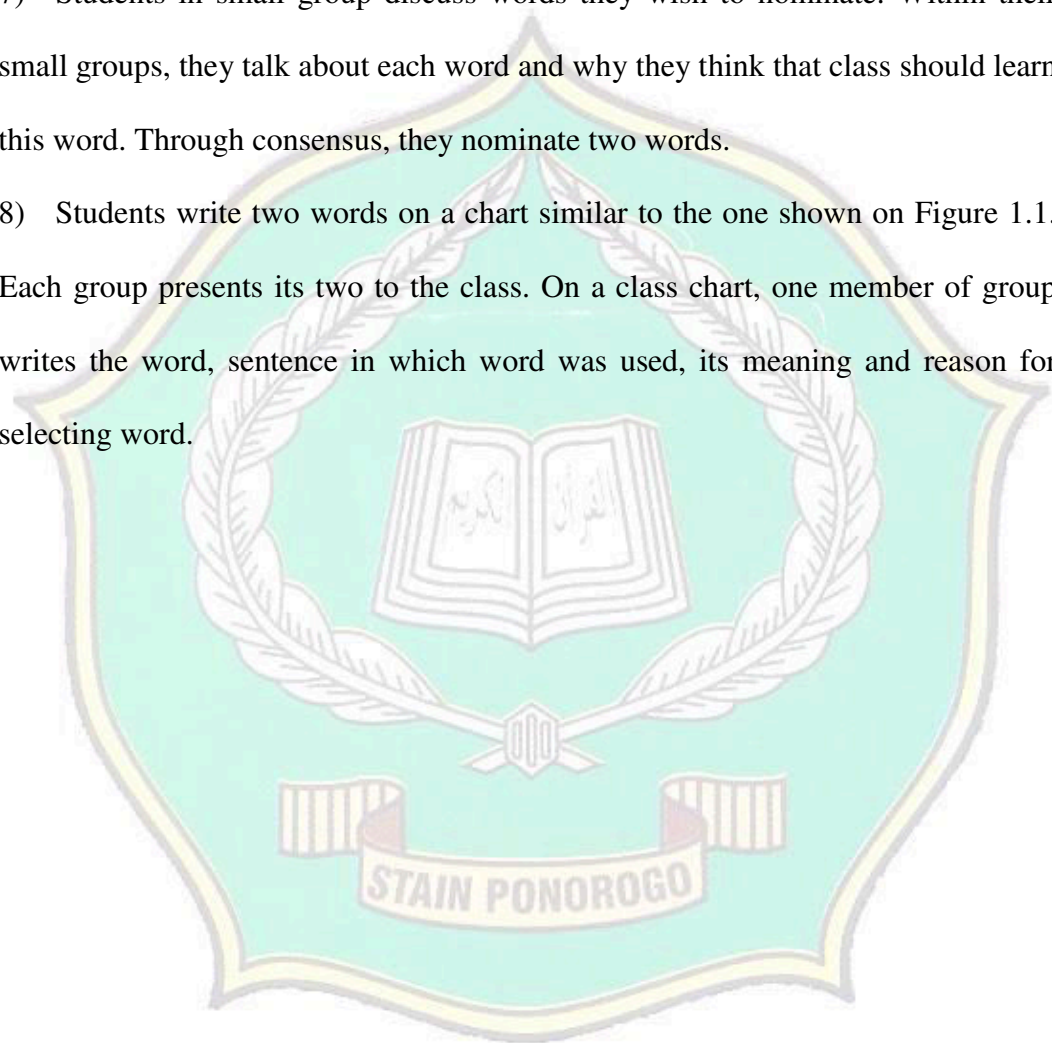 7) Students in small group discuss words they wish to nominate. Within their
small groups, they talk about each word and why they think that class should learn
this word. Through consensus, they nominate two words.
8) Students write two words on a chart similar to the one shown on Figure 1.1.
Each group presents its two to the class. On a class chart, one member of group
writes the word, sentence in which word was used, its meaning and reason for
selecting word.
القرآن
الكريم
STAIN PONOROGO